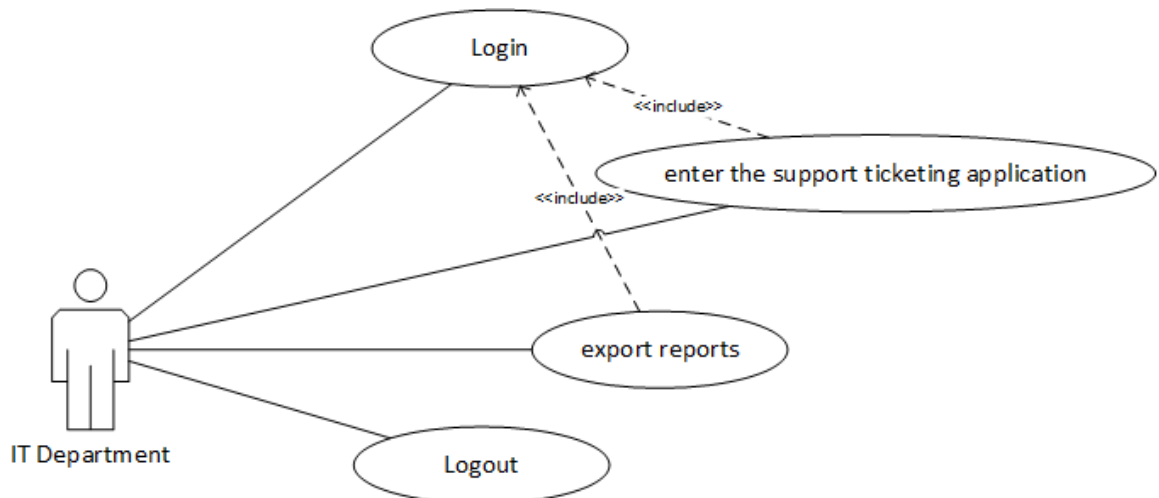 Login
<<include>>
enter the support ticketing application
<<include>>
export reports
IT Department
Logout